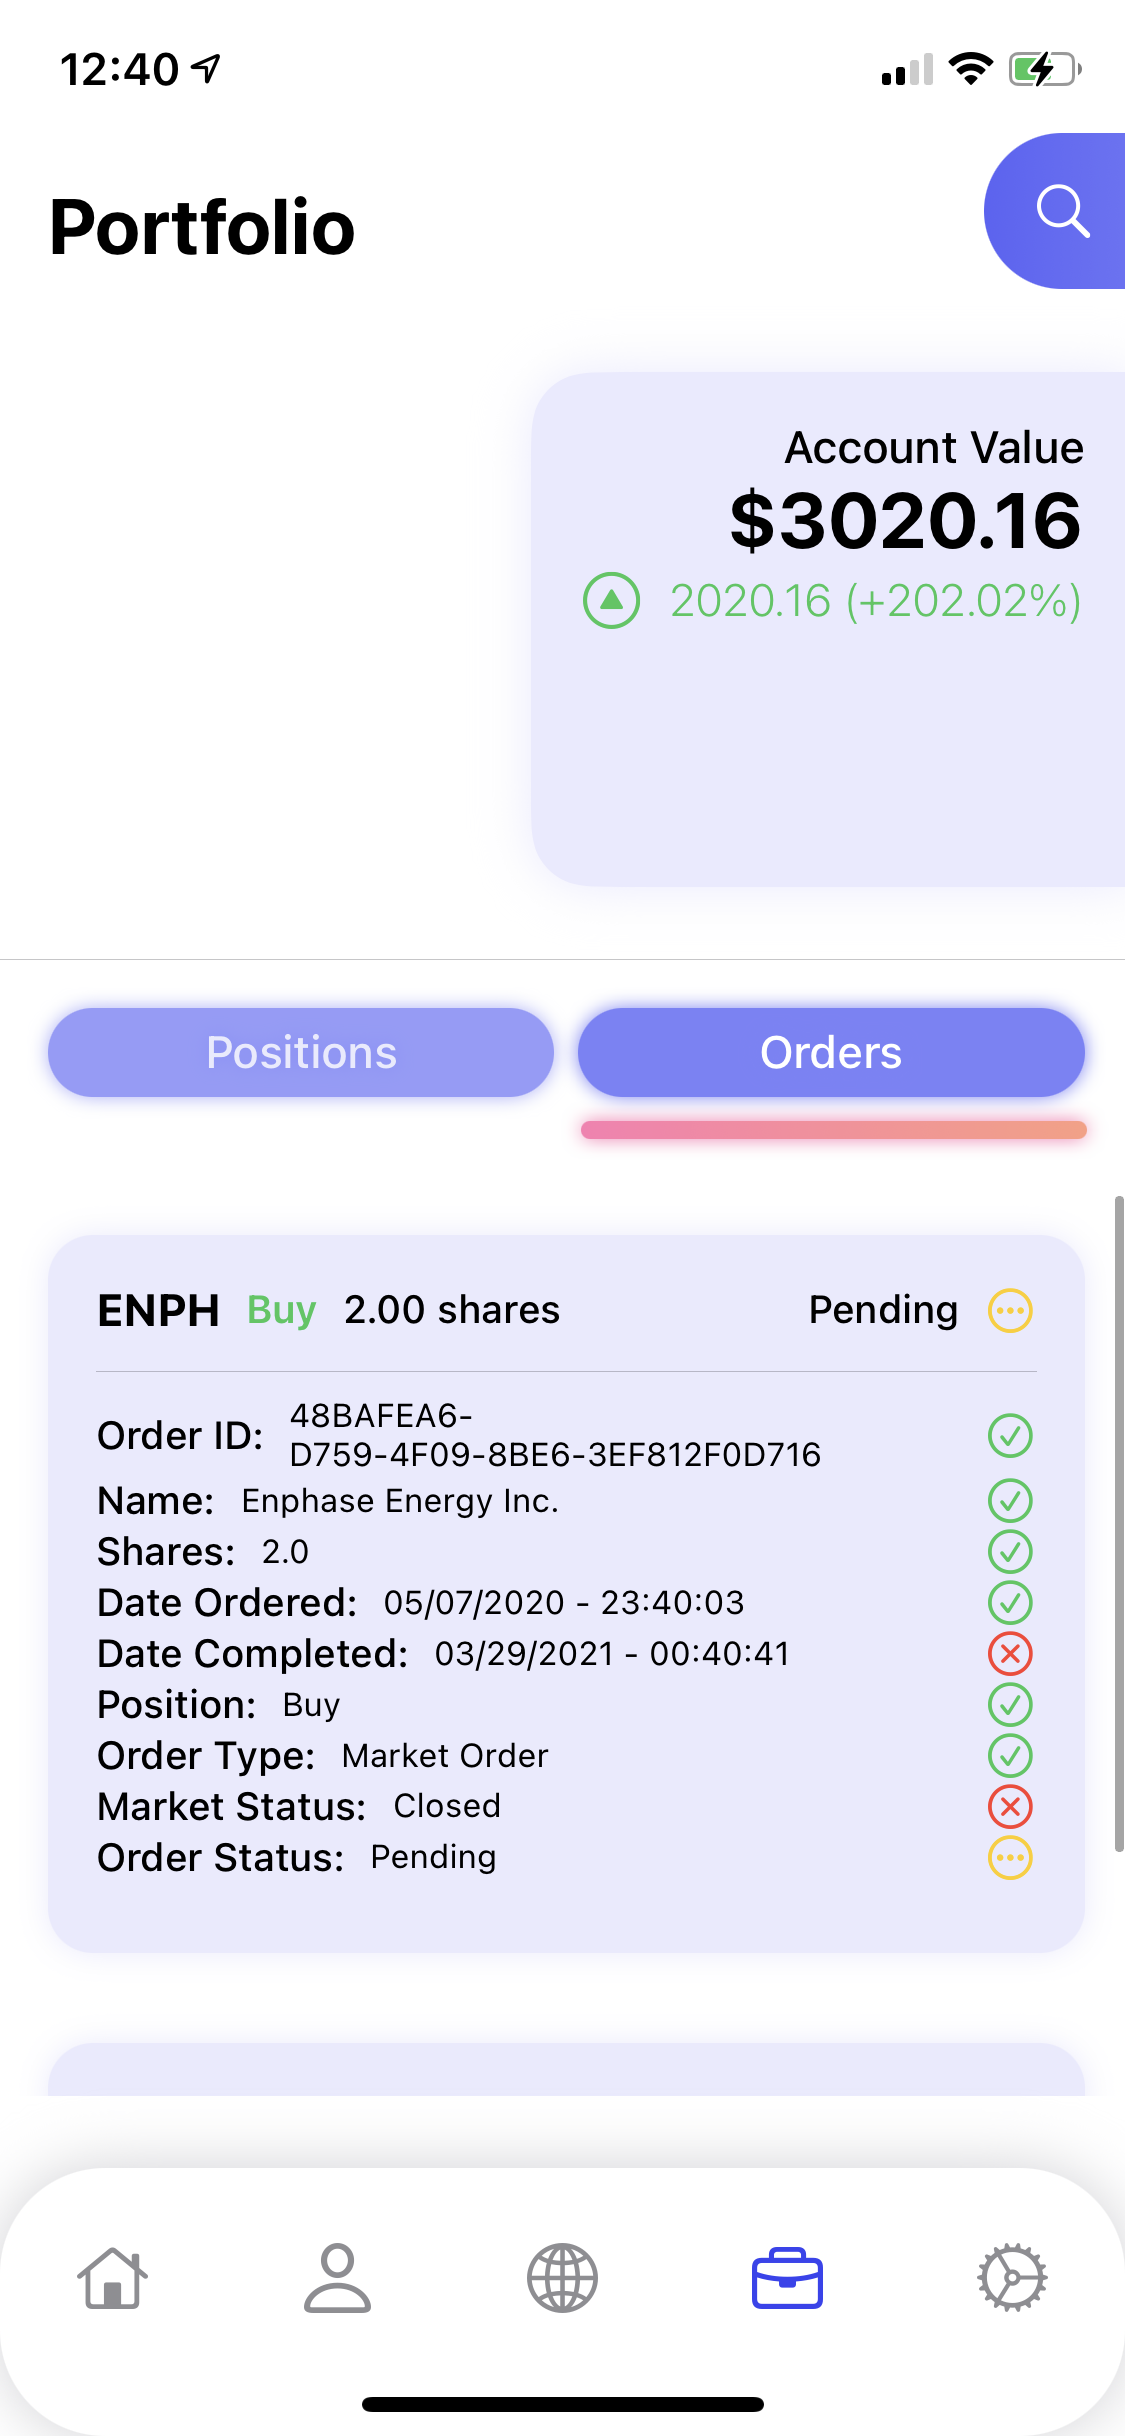 12:40
Portfolio
Account Value
$3020.16
2020.16 (+202.02%)
Positions
Orders
ENPH Buy 2.00 shares Pending
Order ID: 48BAFEA6-
D759-4F09-8BE6-3EF812F0D716
Name: Enphase Energy Inc.
Shares: 2.0
Date Ordered: 05/07/2020 - 23:40:03
Date Completed: 03/29/2021 - 00:40:41
Position: Buy
Order Type: Market Order
Market Status: Closed
Order Status: Pending